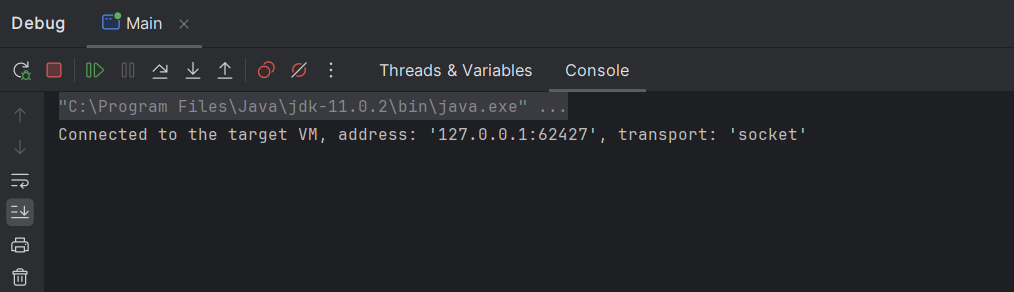 Debug Main
Threads & Variables Console
"C:\Program Files\Java\jdk-11.0.2\bin\java.exe" ...
Connected to the target VM, address: '127.0.0.1:62427', transport: 'socket'